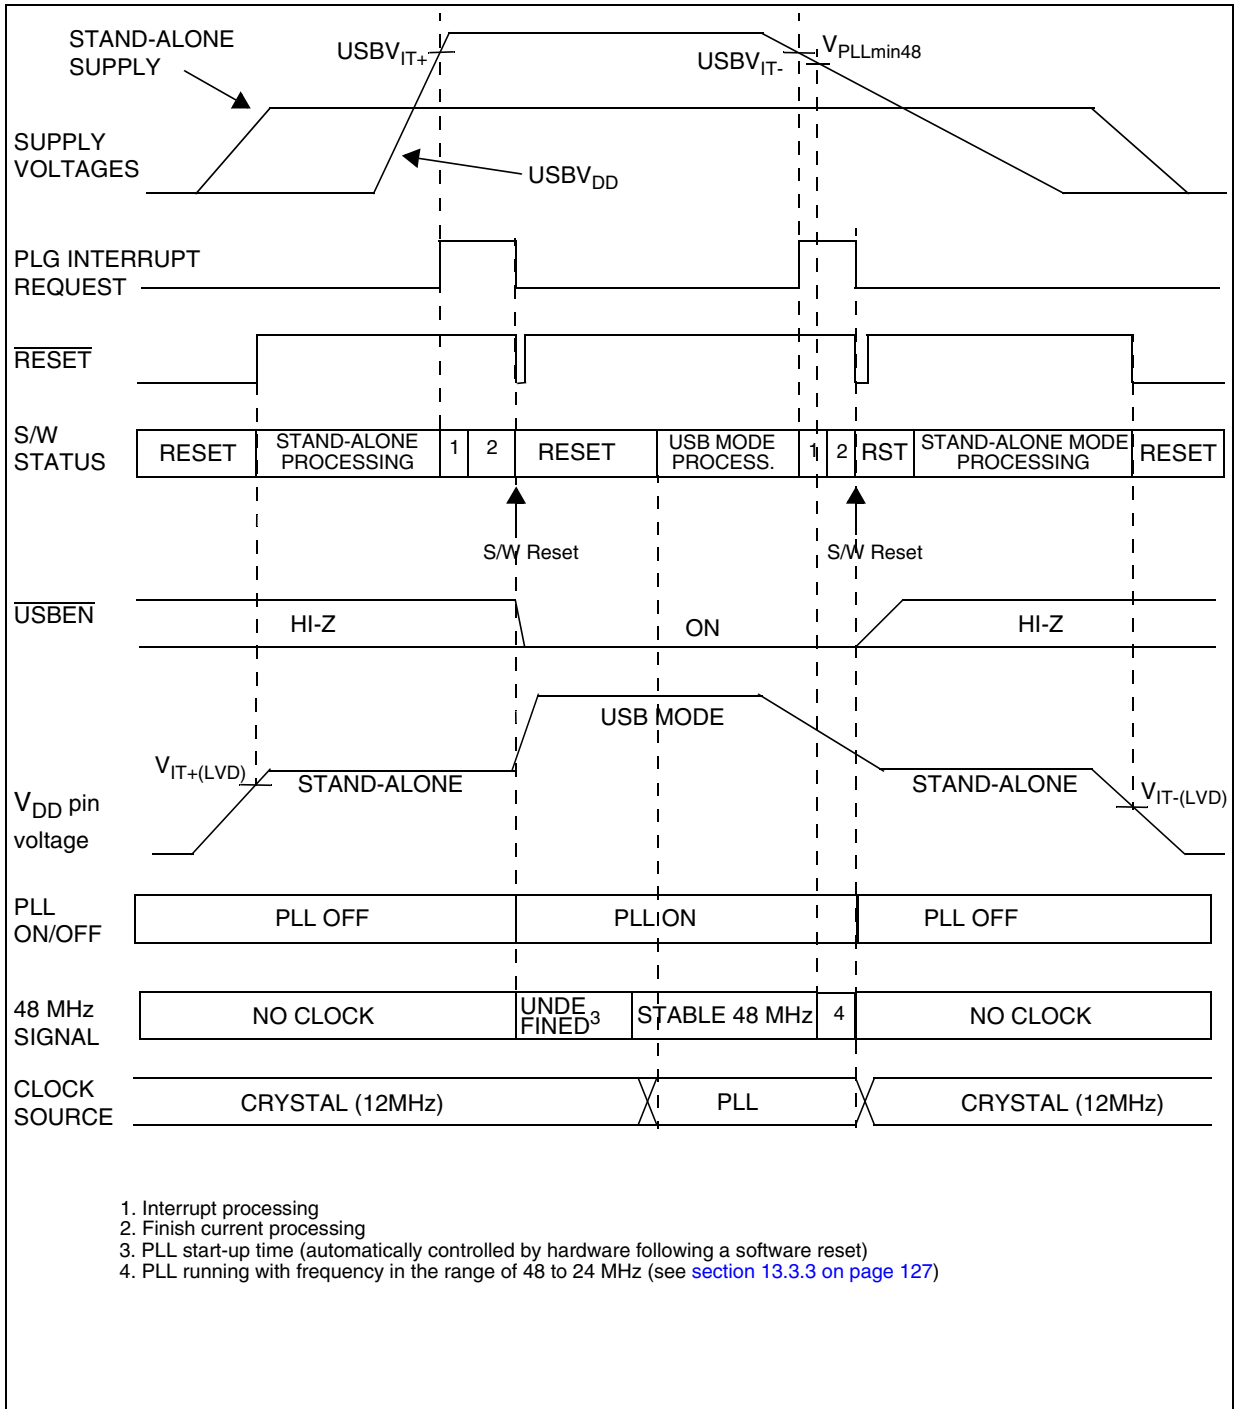 STAND-ALONE
SUPPLY
USBVIT+
USBVIT-
VPLLmin48
SUPPLY
VOLTAGES
USBVDD
PLG INTERRUPT
REQUEST
RESET
S/W
STATUS
RESET
STAND-ALONE
PROCESSING
1
2
RESET
USB MODE
PROCESS.
1
2
RST
STAND-ALONE MODE
PROCESSING
RESET
S/W Reset
S/W Reset
USBEN
HI-Z
ON
HI-Z
USB MODE
VIT+(LVD)
STAND-ALONE
STAND-ALONE
VIT-(LVD)
VDD pin
voltage
PLL
ON/OFF
PLL OFF
PLL ON
PLL OFF
48 MHz
SIGNAL
NO CLOCK
UNDE
FINED3
STABLE 48 MHz
4
NO CLOCK
CLOCK
SOURCE
CRYSTAL (12MHz)
PLL
CRYSTAL (12MHz)
1. Interrupt processing
2. Finish current processing
3. PLL start-up time (automatically controlled by hardware following a software reset)
4. PLL running with frequency in the range of 48 to 24 MHz (see section 13.3.3 on page 127)